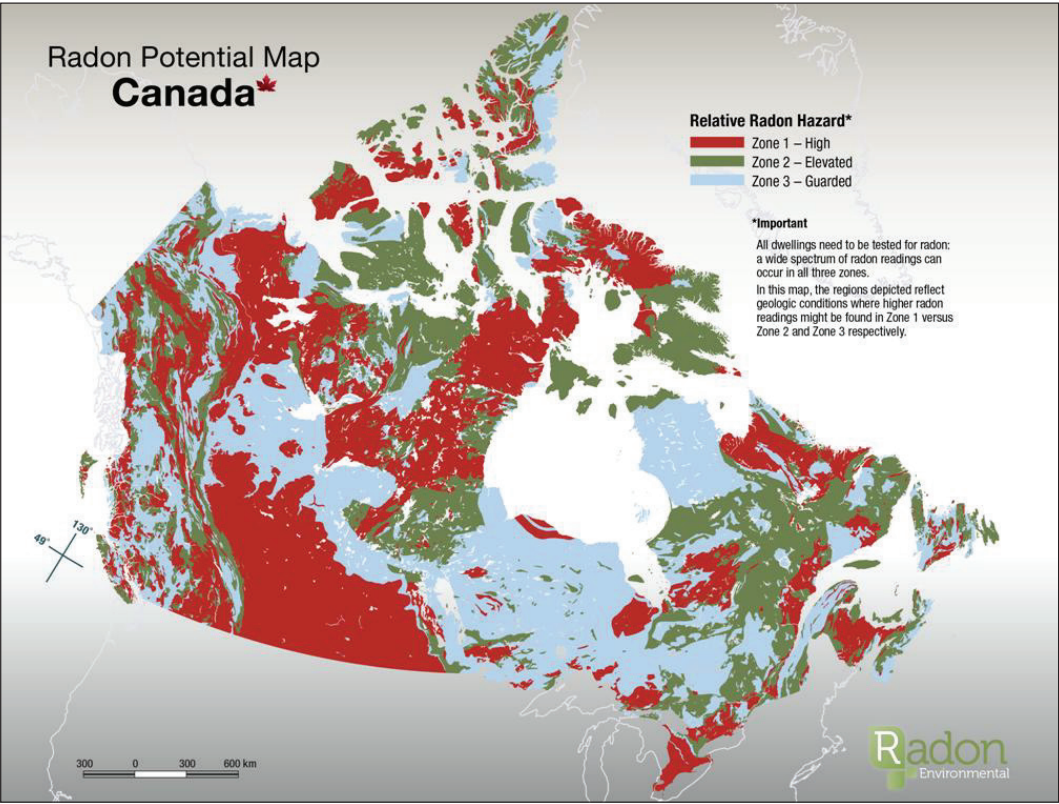 Radon Potential Map
Canada
Relative Radon Hazard*
Zone 1 – High
Zone 2 – Elevated
Zone 3 – Guarded
*Important
All dwellings need to be tested for radon:
a wide spectrum of radon readings can
occur in all three zones.
In this map, the regions depicted reflect
geologic conditions where higher radon
readings might be found in Zone 1 versus
Zone 2 and Zone 3 respectively.
130°
49°
300 0 300 600 km
Radon
Environmental